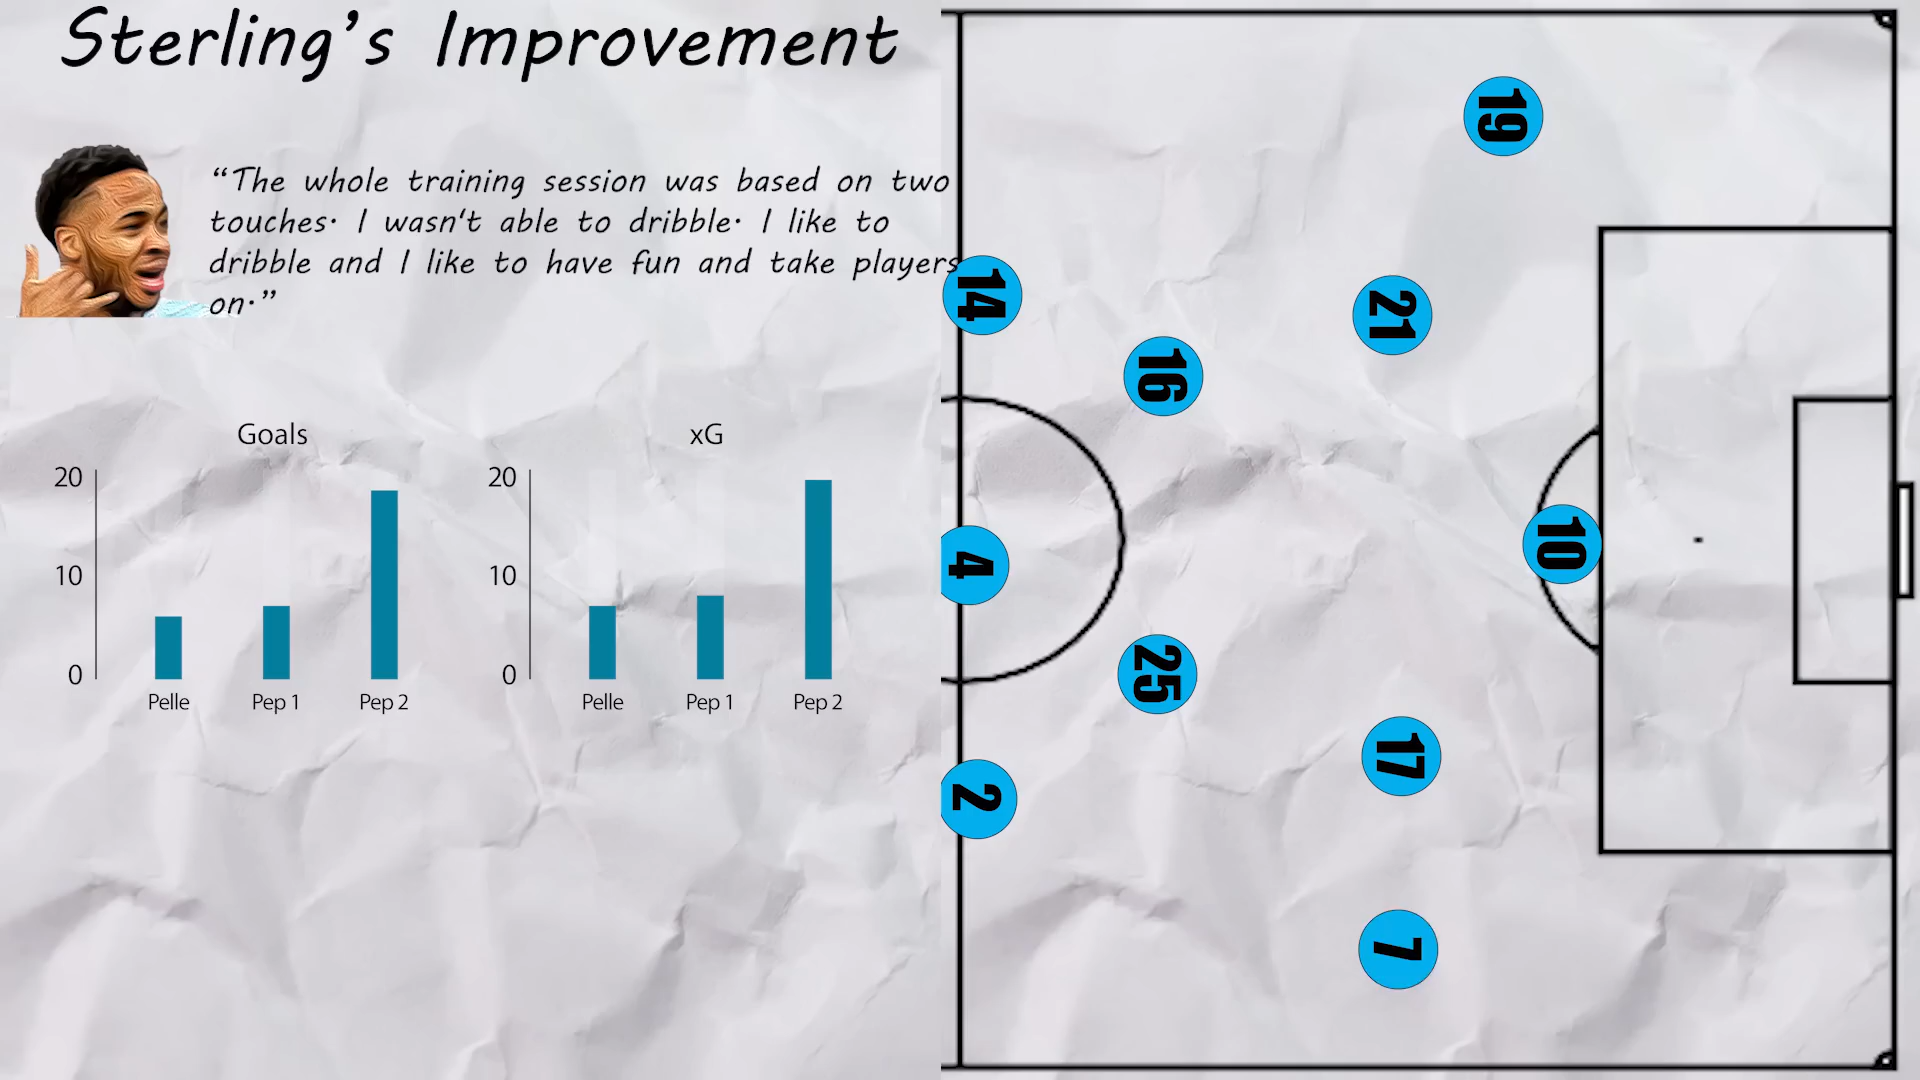 Sterling’s Improvement
“The whole training session was based on two
touches. I wasn't able to dribble. I like to
dribble and I like to have fun and take players
on.”
Goals
20
10
0
Pelle
Pep 1
Pep 2
xG
20
10
0
Pelle
Pep 1
Pep 2
19
14
21
16
10
4
25
17
2
7